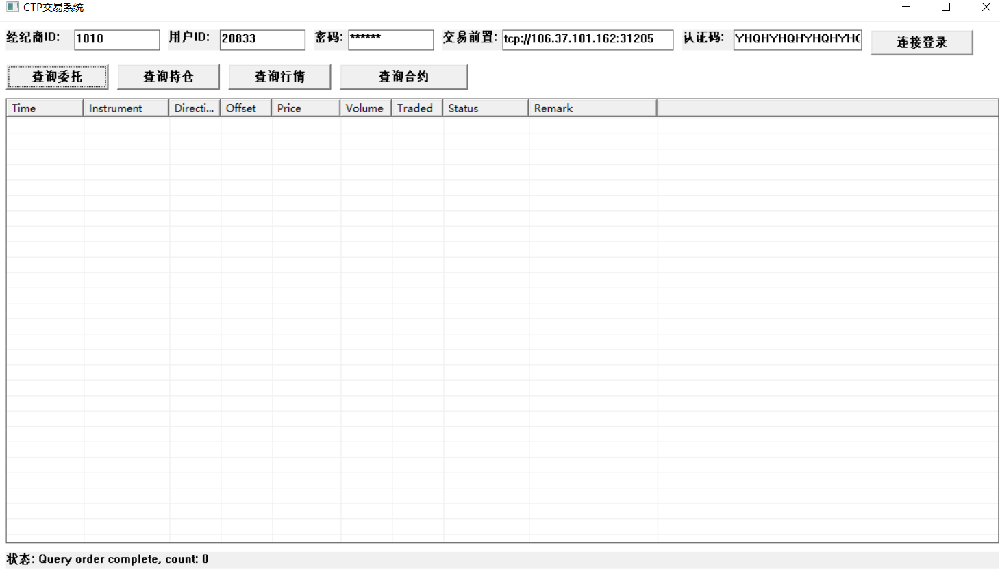 CTP交易系统
经纪商ID: 1010 用户ID: 20833 密码: ****** 交易前置: tcp://106.37.101.162:31205 认证码: YHQHYHQHYHQHYHQ 连接登录
查询委托 查询持仓 查询行情 查询合约
Time Instrument Directi... Offset Price Volume Traded Status Remark
状态: Query order complete, count: 0